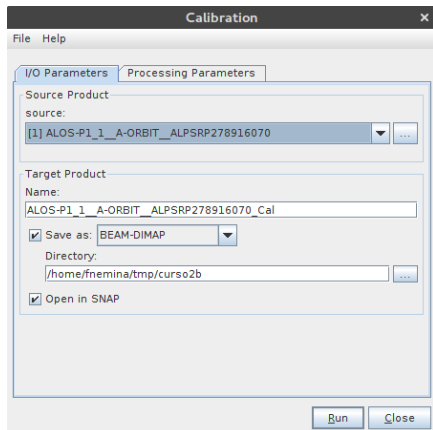 Calibration ×
File Help
I/O Parameters Processing Parameters
Source Product
source:
[1] ALOS-P1_1__A-ORBIT__ALPSRP278916070 ...
Target Product
Name:
ALOS-P1_1__A-ORBIT__ALPSRP278916070_Cal
Save as: BEAM-DIMAP
Directory:
/home/fnemina/tmp/curso2b ...
Open in SNAP
Run Close